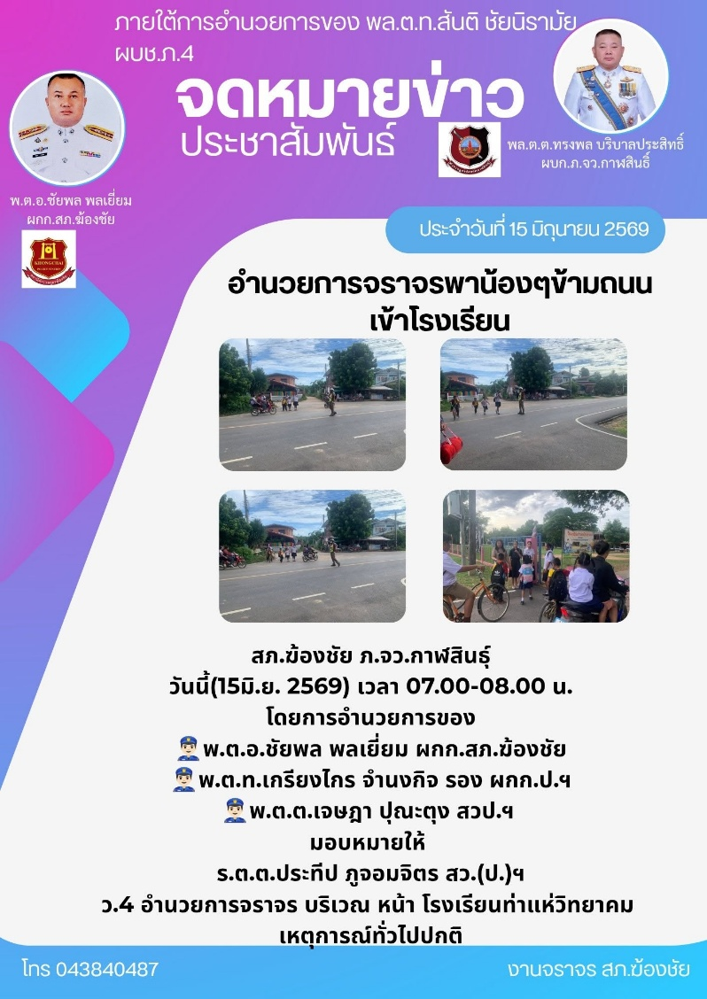 ภายใต้การอำนวยการของ พล.ต.ท.สันติ ชัยนิรามัย
ผบช.ภ.4
จดหมายข่าว
ประชาสัมพันธ์
พล.ต.ต.ทรงพล บริบาลประสิทธิ์
ผบก.ภ.จว.กาฬสินธุ์
พ.ต.อ.ชัยพล พลเยี่ยม
ผกก.สภ.ฆ้องชัย
KHONGCHAI
POLICE STATION
ประจำวันที่ 15 มิถุนายน 2569
อำนวยการจราจรพาน้องๆข้ามถนน
เข้าโรงเรียน
สภ.ฆ้องชัย ภ.จว.กาฬสินธุ์
วันนี้(15มิ.ย. 2569) เวลา 07.00-08.00 น.
โดยการอำนวยการของ
👮🏻‍♂️พ.ต.อ.ชัยพล พลเยี่ยม ผกก.สภ.ฆ้องชัย
👮🏻‍♂️พ.ต.ท.เกรียงไกร จำนงกิจ รอง ผกก.ป.ฯ
👮🏻‍♂️พ.ต.ต.เจษฎา ปุณะตุง สวป.ฯ
มอบหมายให้
ร.ต.ต.ประทีป ภูจอมจิตร สว.(ป.)ฯ
ว.4 อำนวยการจราจร บริเวณ หน้า โรงเรียนท่าแห่วิทยาคม
เหตุการณ์ทั่วไปปกติ
โทร 043840487
งานจราจร สภ.ฆ้องชัย